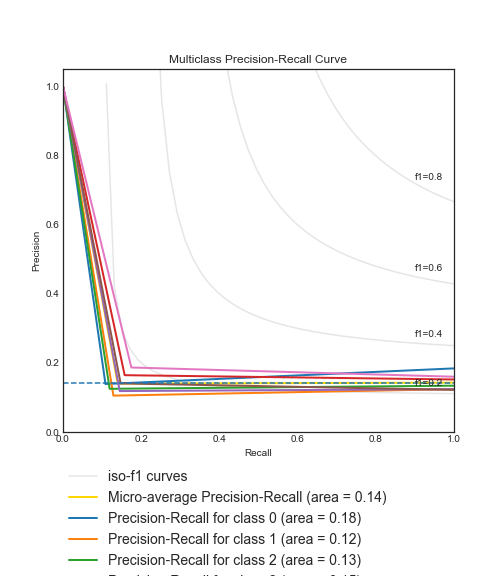 Multiclass Precision-Recall Curve
1.0
0.8
0.6
0.4
0.2
0.0
Precision
f1=0.8
f1=0.6
f1=0.4
f1=0.2
0.0
0.2
0.4
0.6
0.8
1.0
Recall
iso-f1 curves
Micro-average Precision-Recall (area = 0.14)
Precision-Recall for class 0 (area = 0.18)
Precision-Recall for class 1 (area = 0.12)
Precision-Recall for class 2 (area = 0.13)